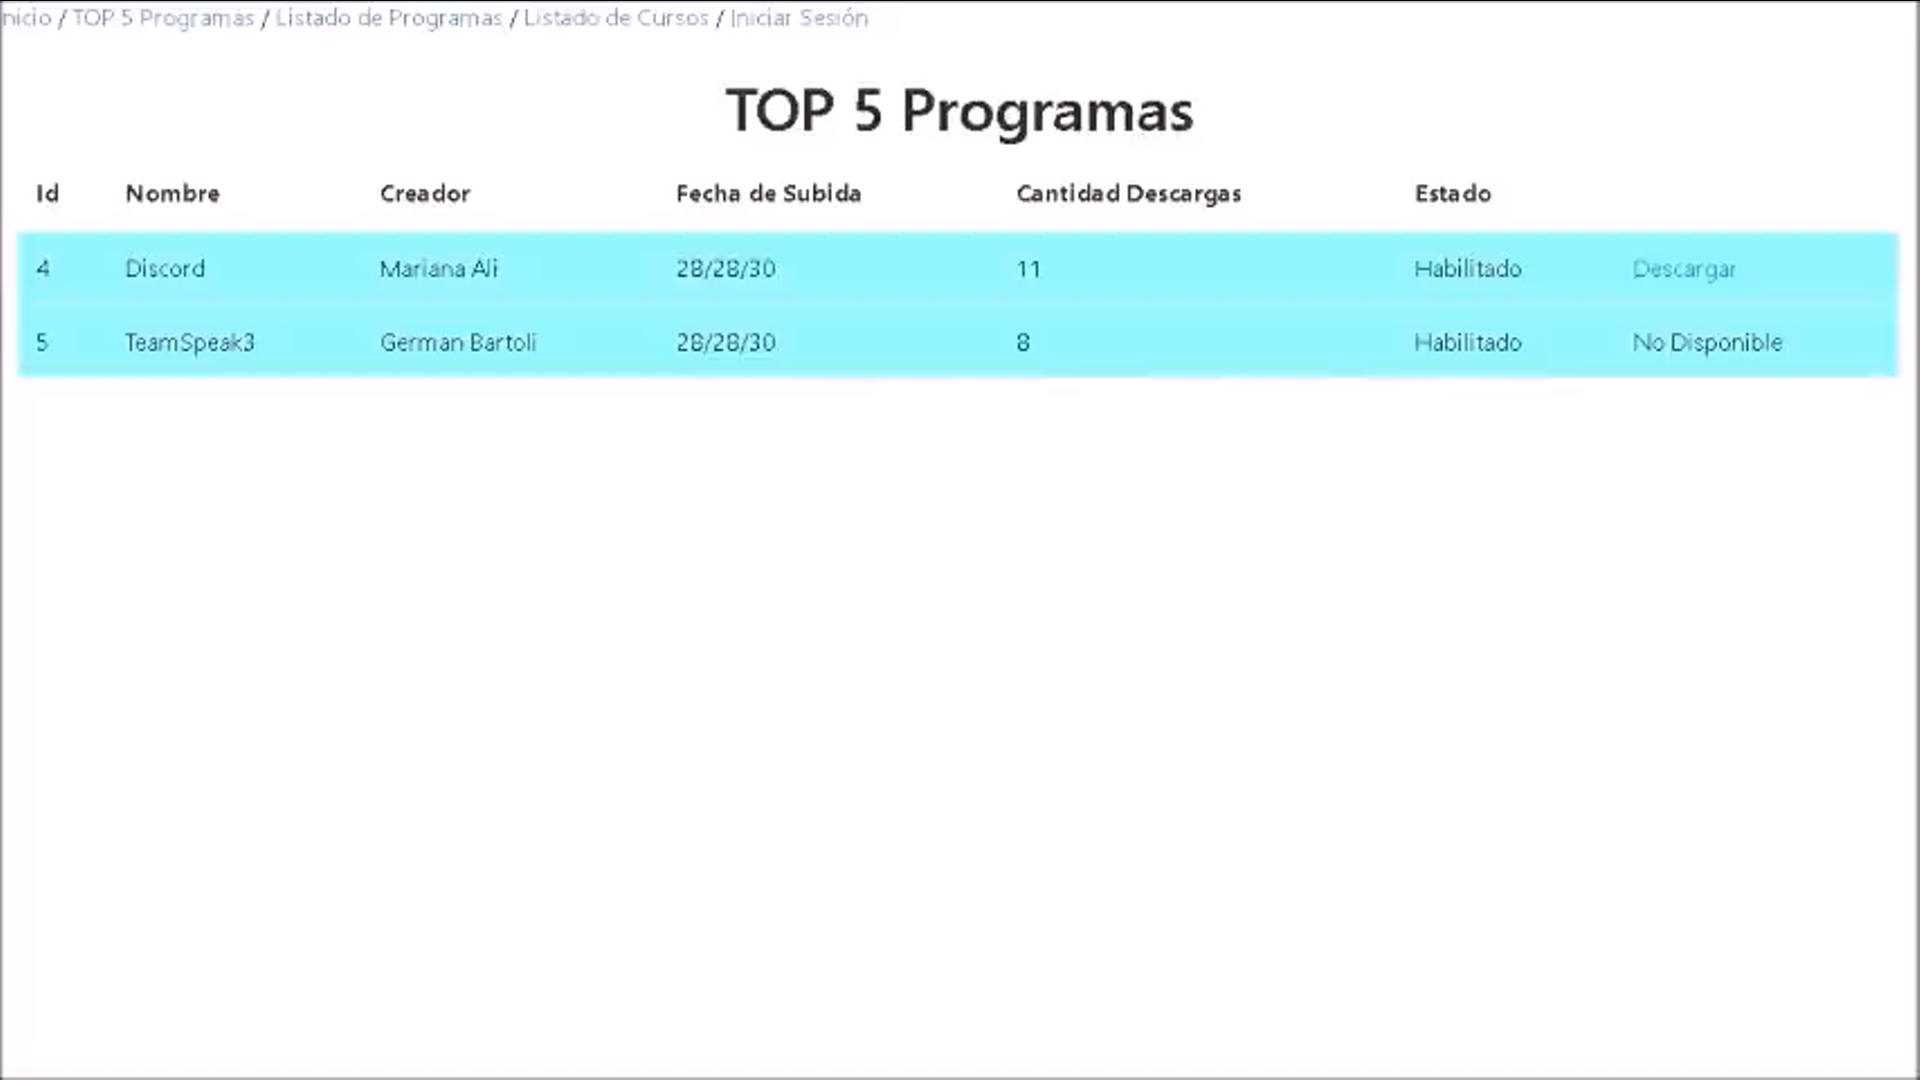 nicio / TOP 5 Programas / Listado de Programas / Listado de Cursos / Iniciar Sesión
TOP 5 Programas
Id Nombre Creador Fecha de Subida Cantidad Descargas Estado
4 Discord Mariana Ali 28/28/30 11 Habilitado Descargar
5 TeamSpeak3 German Bartoli 28/28/30 8 Habilitado No Disponible